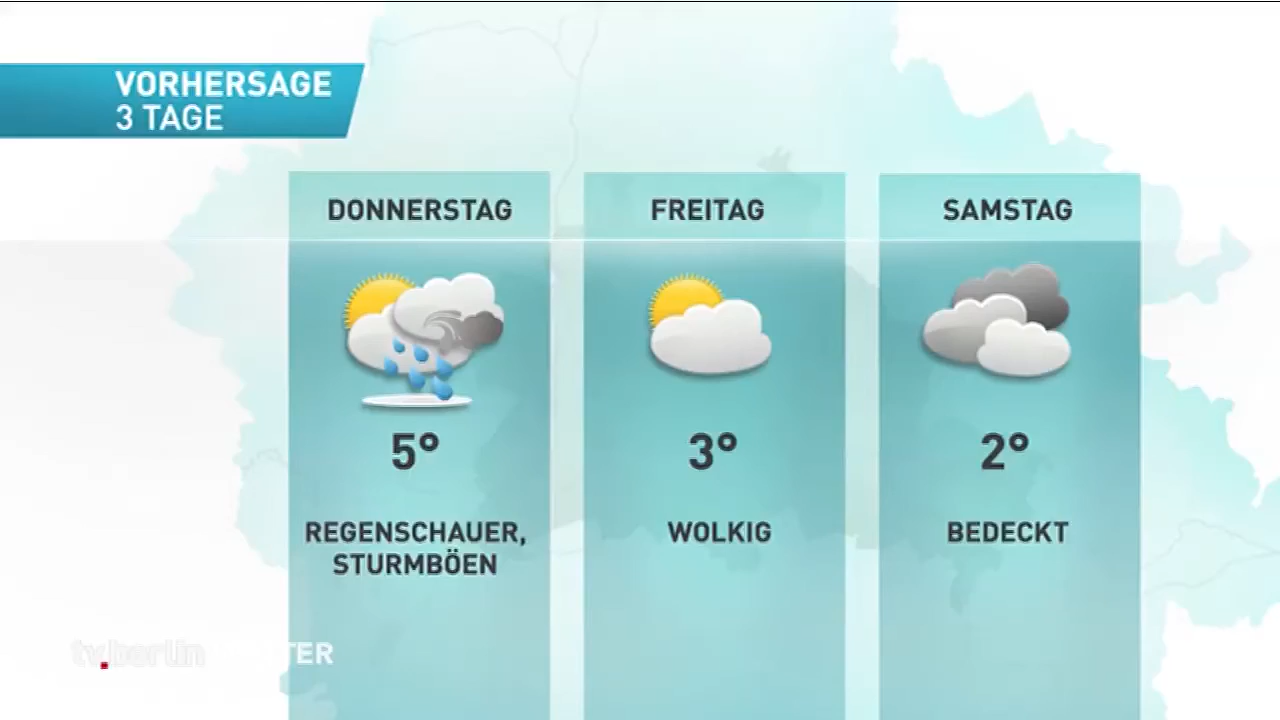 VORHERSAGE
3 TAGE
DONNERSTAG
FREITAG
SAMSTAG
5°
3°
2°
REGENSCHAUER,
STURMBÖEN
WOLKIG
BEDECKT
tv.berlin